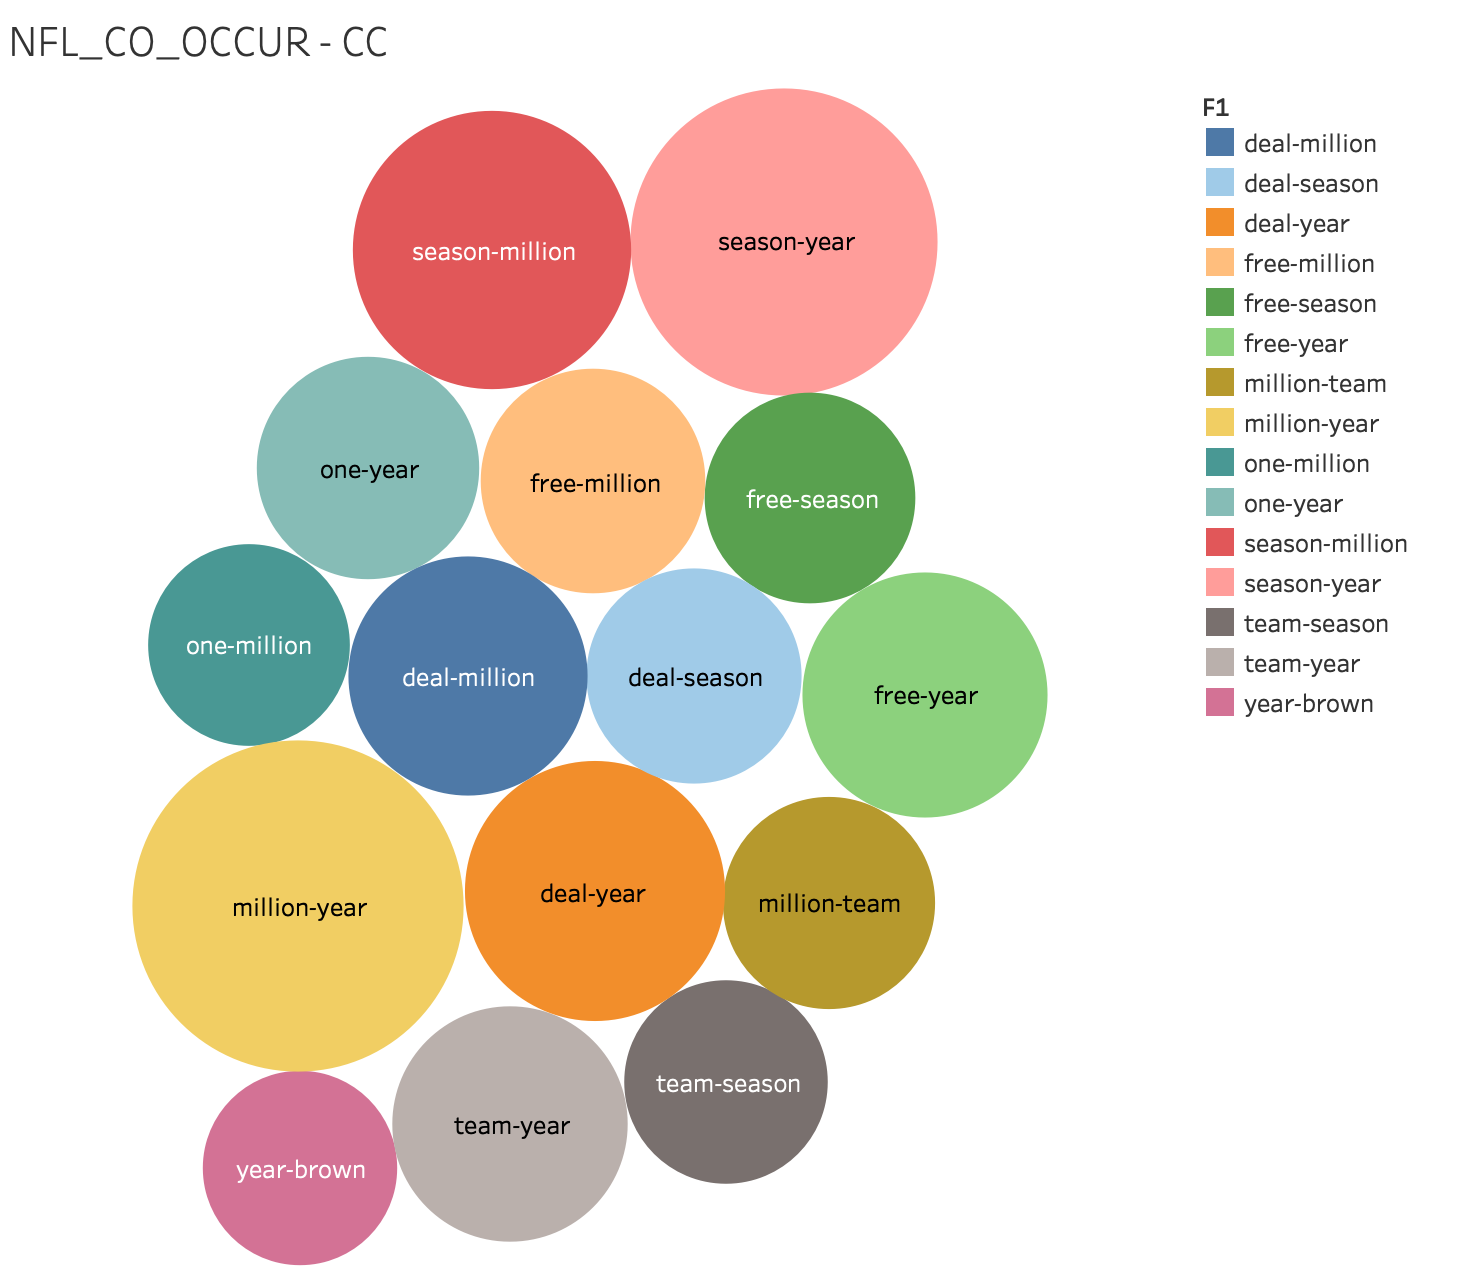 NFL_CO_OCCUR - CC
season-million
season-year
one-year
free-million
free-season
one-million
deal-million
deal-season
free-year
million-year
deal-year
million-team
team-season
team-year
year-brown
F1
deal-million
deal-season
deal-year
free-million
free-season
free-year
million-team
million-year
one-million
one-year
season-million
season-year
team-season
team-year
year-brown